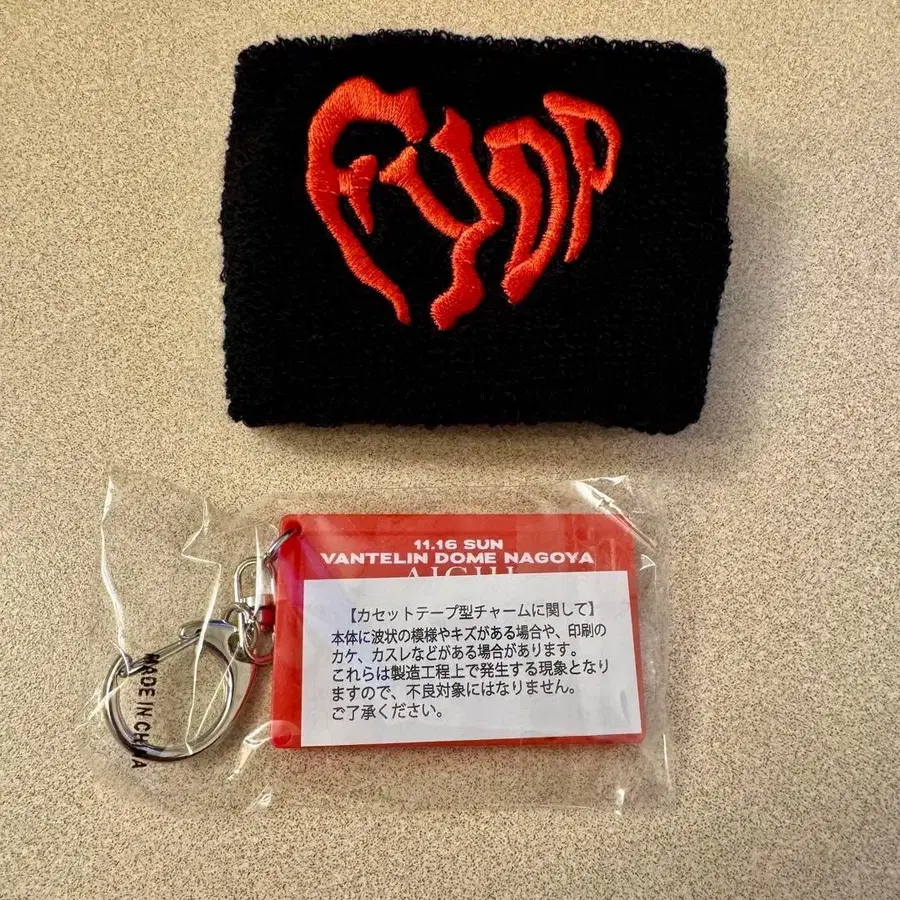 FYOP
11.16 SUN
VANTELIN DOME NAGOYA
AICHI
【カセットテープ型チャームに関して】
本体に波状の模様やキズがある場合や、印刷の
カケ、カスレなどがある場合があります。
これらは製造工程上で発生する現象となり
ますので、不良対象にはなりません。
ご了承ください。
MADE IN CHINA